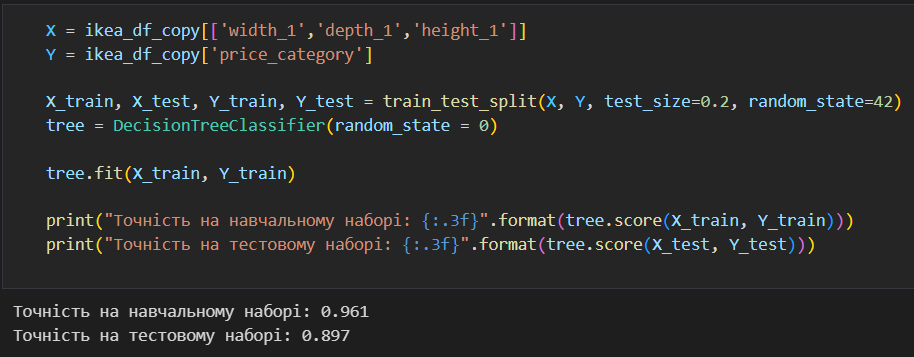 X = ikea_df_copy[['width_1','depth_1','height_1']]
Y = ikea_df_copy['price_category']
X_train, X_test, Y_train, Y_test = train_test_split(X, Y, test_size=0.2, random_state=42)
tree = DecisionTreeClassifier(random_state = 0)
tree.fit(X_train, Y_train)
print("Точність на навчальному наборі: {:.3f}".format(tree.score(X_train, Y_train)))
print("Точність на тестовому наборі: {:.3f}".format(tree.score(X_test, Y_test)))
Точність на навчальному наборі: 0.961
Точність на тестовому наборі: 0.897